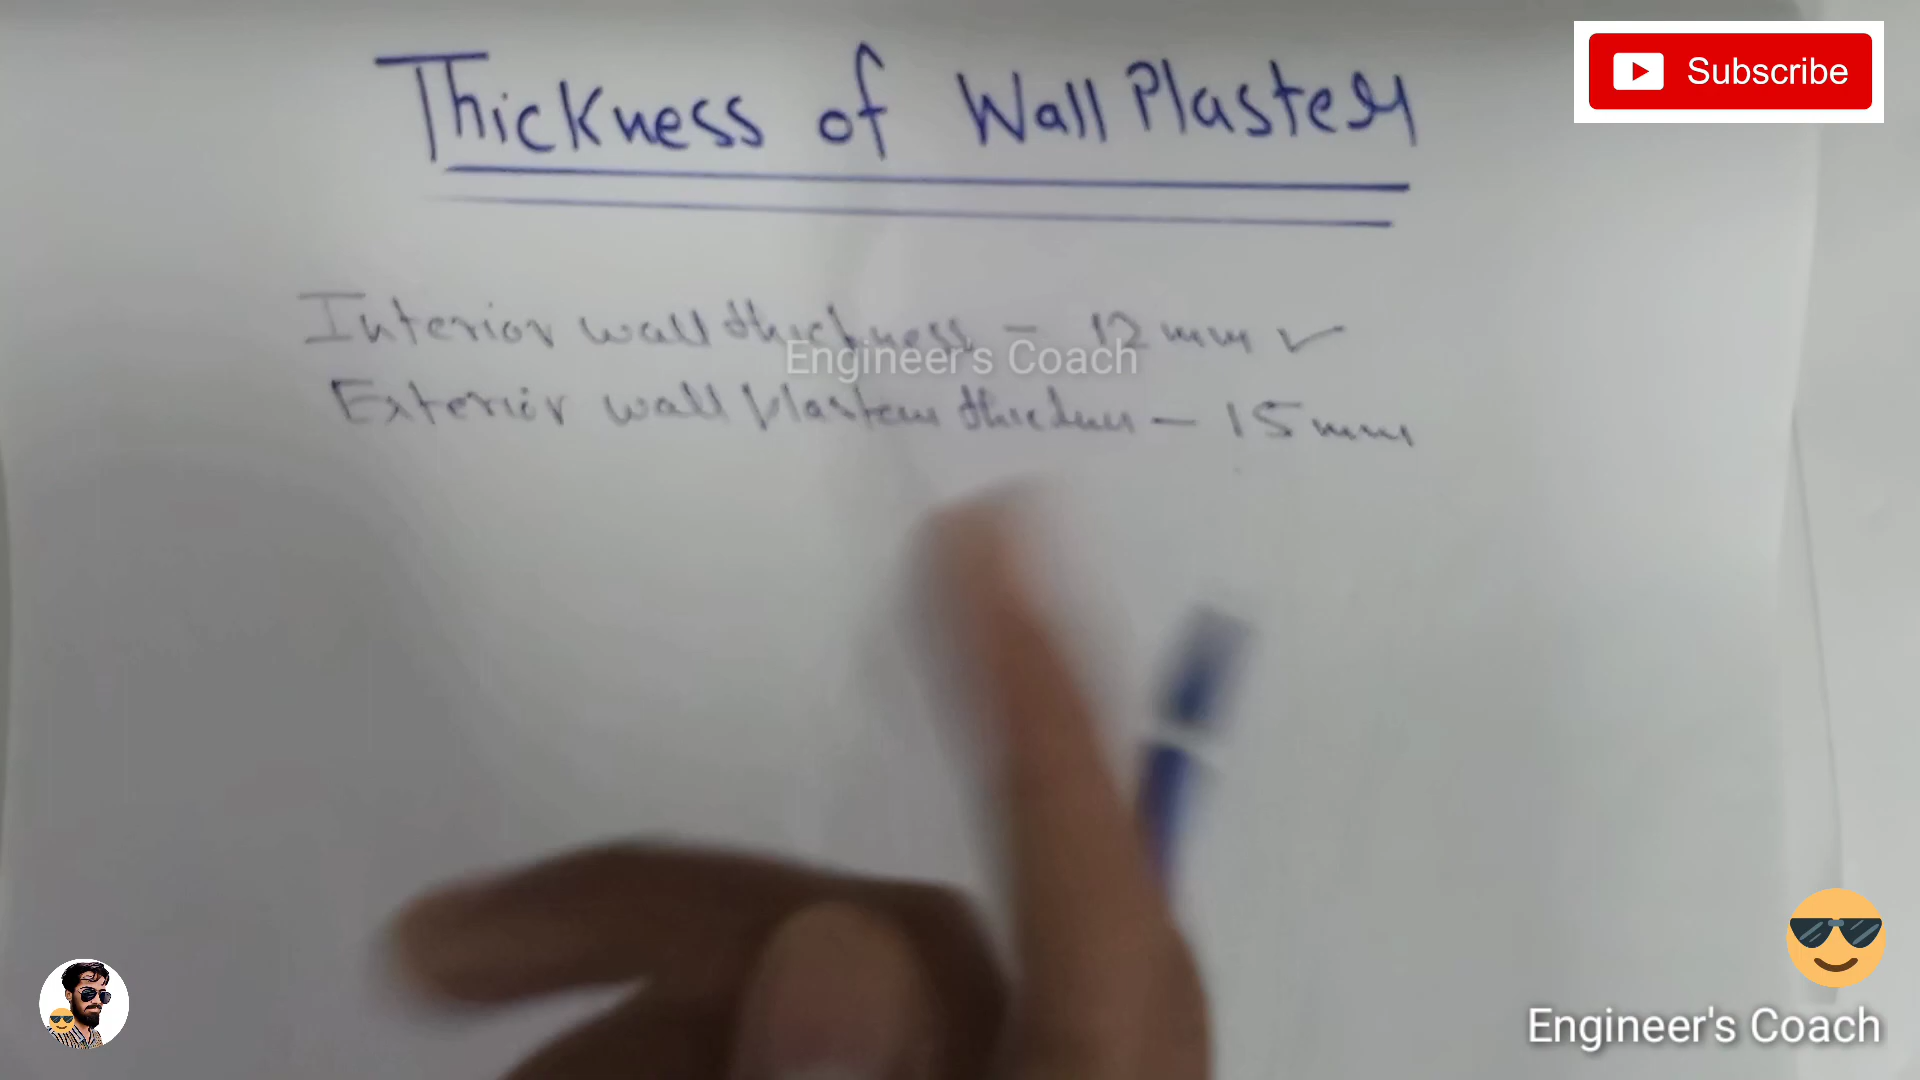 Thickness of Wall Plaster
Subscribe
Interior wall thickness - 12 mm ✓
Engineer's Coach
Exterior wall Plaster thickness - 15 mm
Engineer's Coach